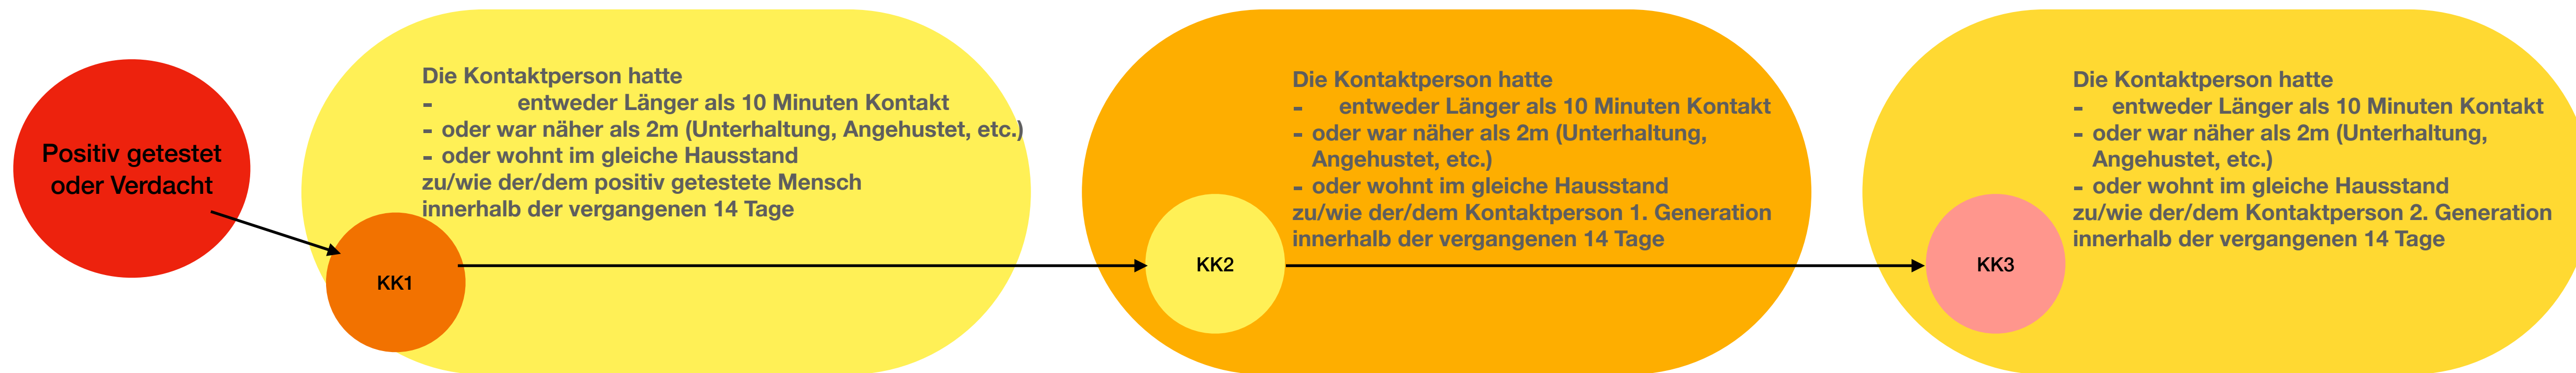 Positiv getestet
oder Verdacht
Die Kontaktperson hatte
- entweder Länger als 10 Minuten Kontakt
- oder war näher als 2m (Unterhaltung, Angehustet, etc.)
- oder wohnt im gleiche Hausstand
zu/wie der/dem positiv getestete Mensch
innerhalb der vergangenen 14 Tage
KK1
Die Kontaktperson hatte
- entweder Länger als 10 Minuten Kontakt
- oder war näher als 2m (Unterhaltung,
Angehustet, etc.)
- oder wohnt im gleiche Hausstand
zu/wie der/dem Kontaktperson 1. Generation
innerhalb der vergangenen 14 Tage
KK2
Die Kontaktperson hatte
- entweder Länger als 10 Minuten Kontakt
- oder war näher als 2m (Unterhaltung,
Angehustet, etc.)
- oder wohnt im gleiche Hausstand
zu/wie der/dem Kontaktperson 2. Generation
innerhalb der vergangenen 14 Tage
KK3